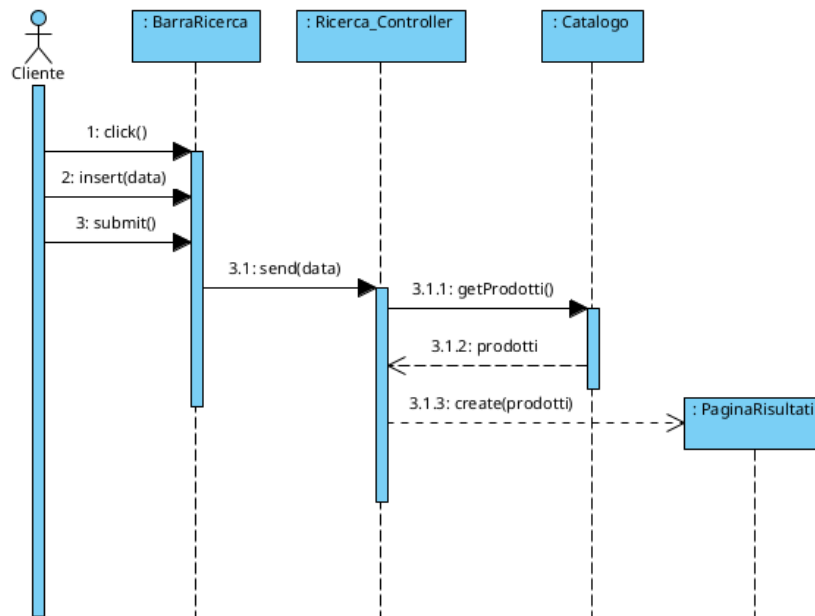 : BarraRicerca
: Ricerca_Controller
: Catalogo
Cliente
1: click()
2: insert(data)
3: submit()
3.1: send(data)
3.1.1: getProdotti()
3.1.2: prodotti
3.1.3: create(prodotti)
: PaginaRisultati